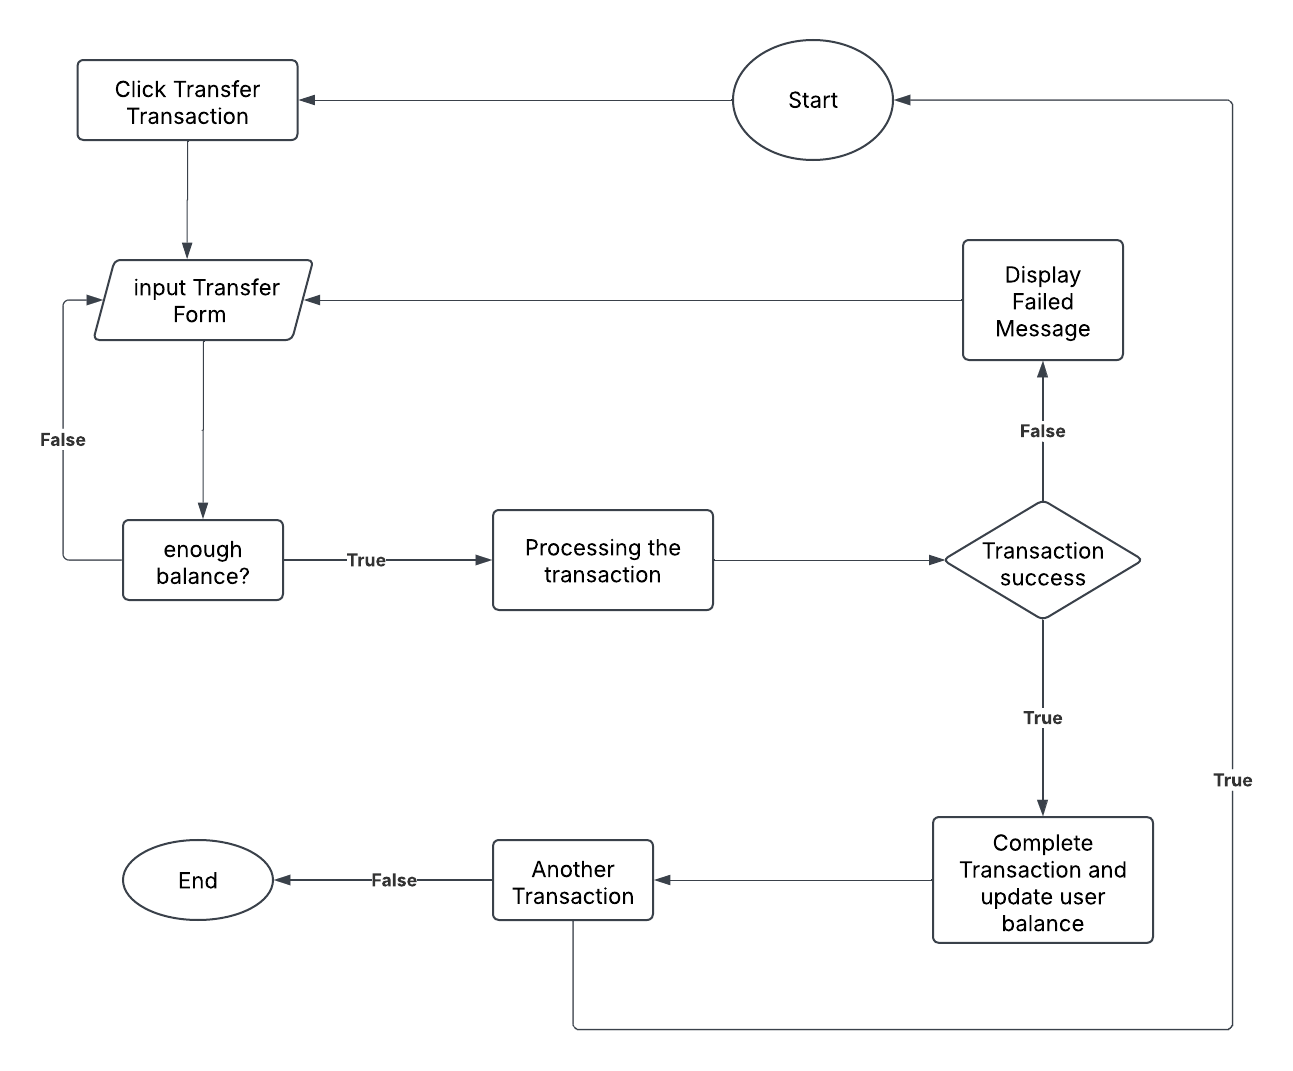 Click Transfer
Transaction
Start
input Transfer
Form
Display
Failed
Message
False
False
enough
balance?
True
Processing the
transaction
Transaction
success
True
True
Complete
Transaction and
update user
balance
Another
Transaction
False
End